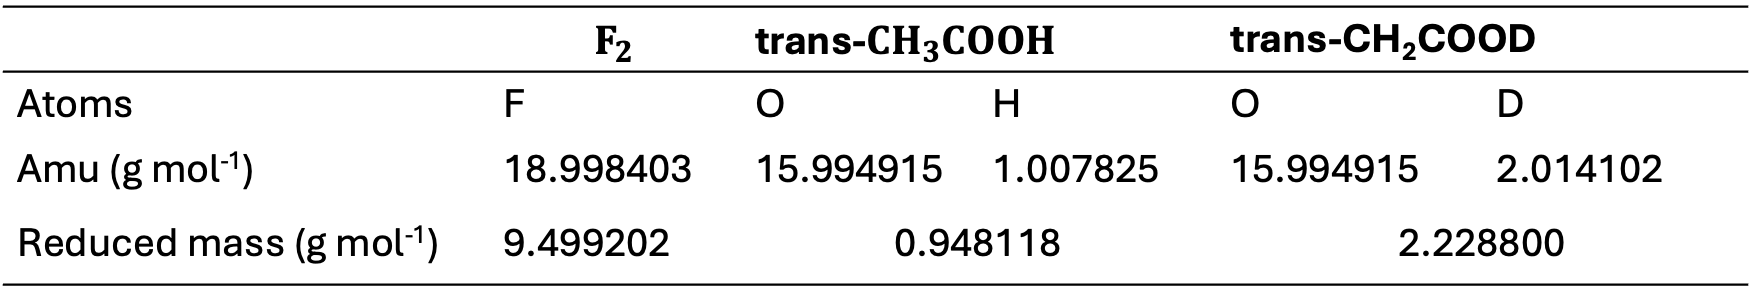 F₂ trans-CH₃COOH trans-CH₂COOD
Atoms F O H O D
Amu (g mol⁻¹) 18.998403 15.994915 1.007825 15.994915 2.014102
Reduced mass (g mol⁻¹) 9.499202 0.948118 2.228800